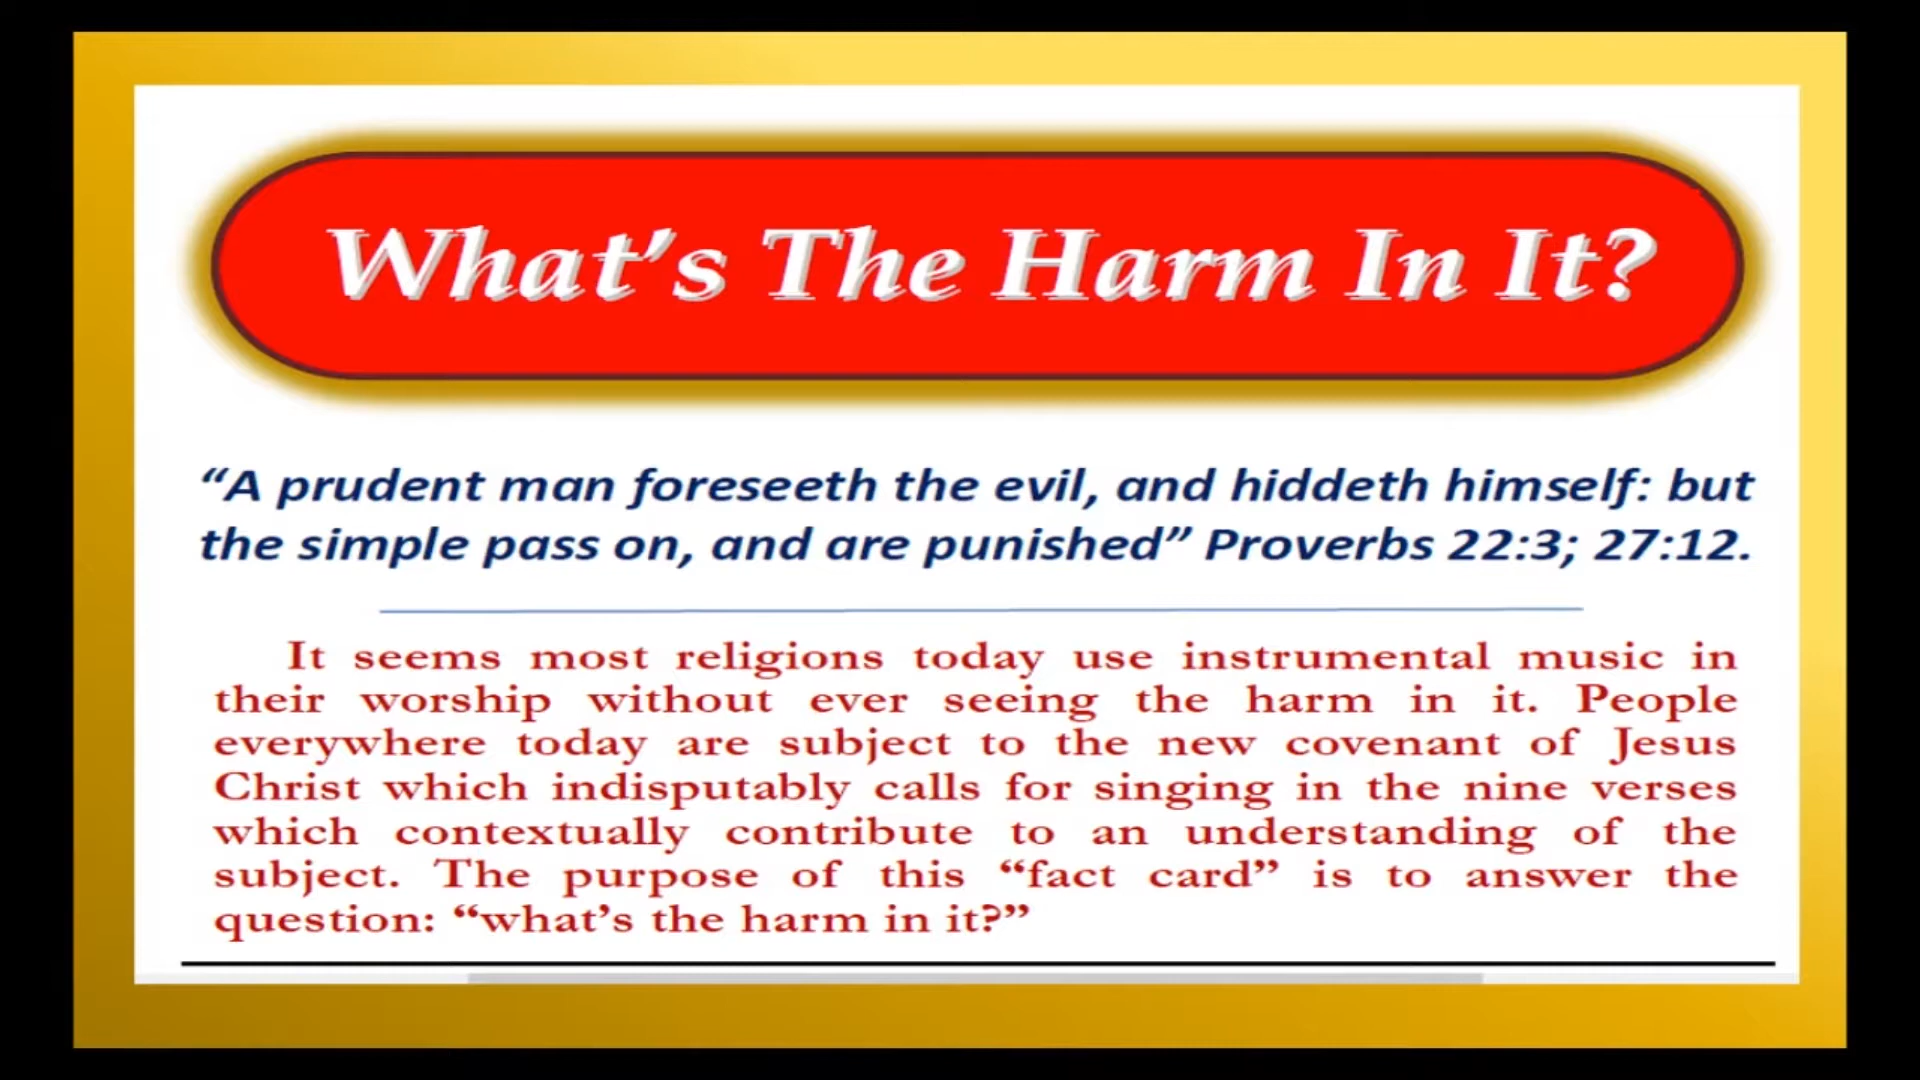 What's The Harm In It?
“A prudent man foreseeth the evil, and hiddeth himself: but
the simple pass on, and are punished” Proverbs 22:3; 27:12.
It seems most religions today use instrumental music in
their worship without ever seeing the harm in it. People
everywhere today are subject to the new covenant of Jesus
Christ which indisputably calls for singing in the nine verses
which contextually contribute to an understanding of the
subject. The purpose of this “fact card” is to answer the
question: “what’s the harm in it?”